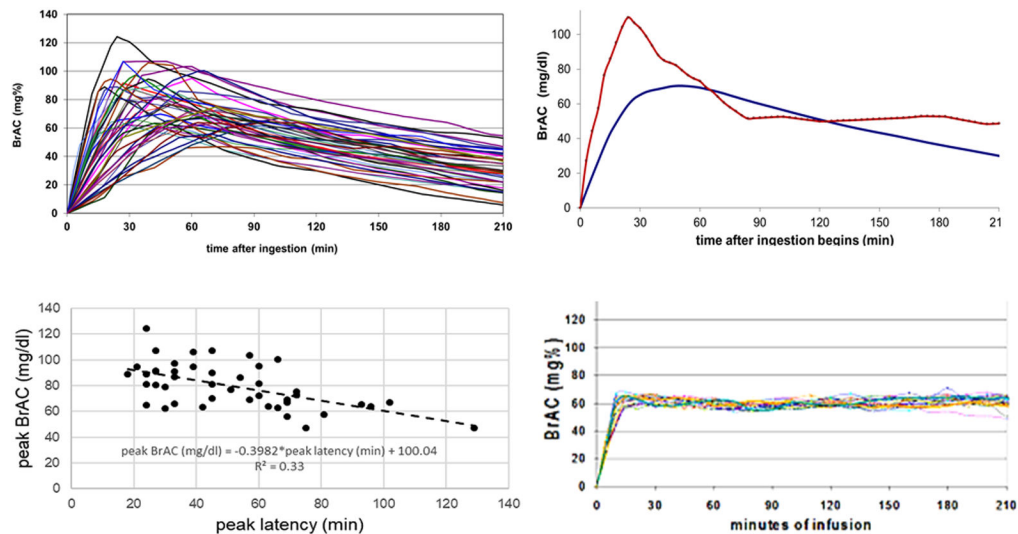 140
120
100
80
60
40
20
0
BrAC (mg%)
0 30 60 90 120 150 180 210
time after ingestion (min)
100
80
60
40
20
0
BrAC (mg/dl)
0 30 60 90 120 150 180 21
time after ingestion begins (min)
140
120
100
80
60
40
20
0
peak BrAC (mg/dl)
peak BrAC (mg/dl) = -0.3982*peak latency (min) + 100.04
R² = 0.33
0 20 40 60 80 100 120 140
peak latency (min)
120
100
80
60
40
20
0
BrAC (mg%)
0 30 60 90 120 150 180 210
minutes of infusion